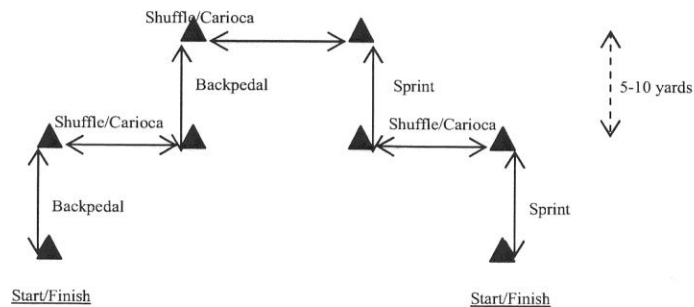 Shuffle/Carioca
Backpedal
Sprint
5-10 yards
Shuffle/Carioca
Shuffle/Carioca
Backpedal
Sprint
Start/Finish
Start/Finish